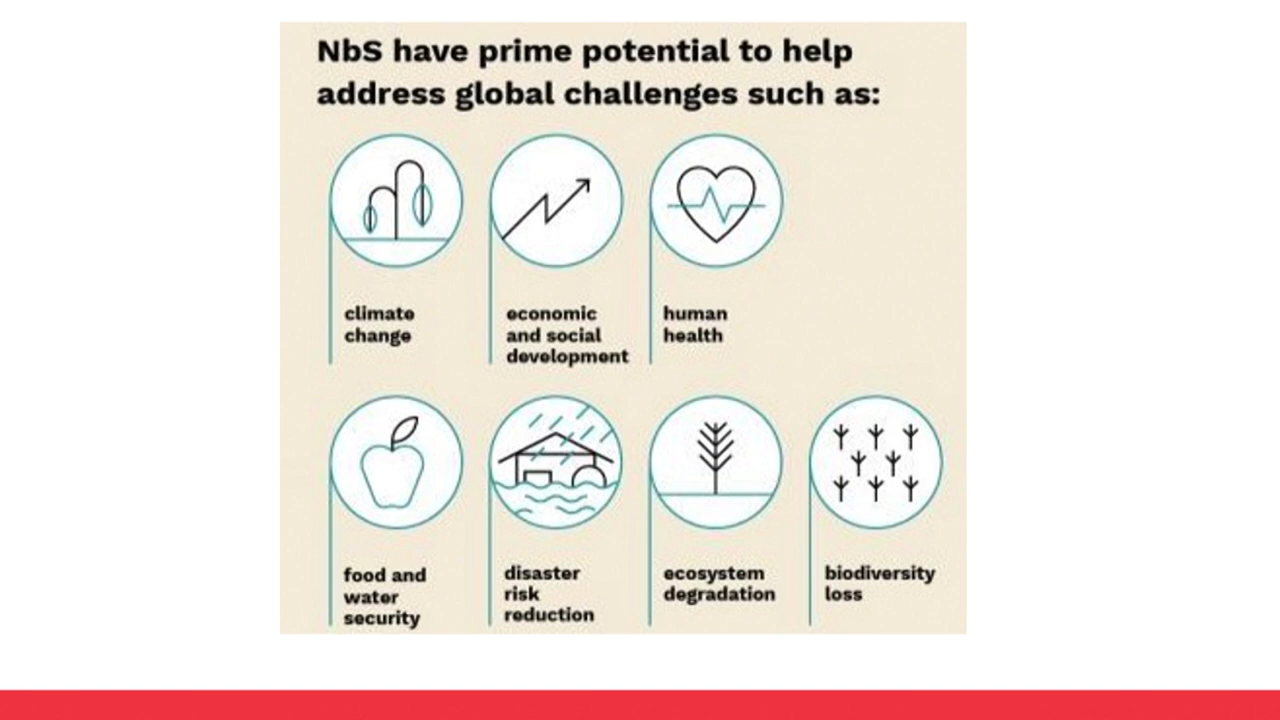 NbS have prime potential to help
address global challenges such as:
climate
change
economic
and social
development
human
health
food and
water
security
disaster
risk
reduction
ecosystem
degradation
biodiversity
loss